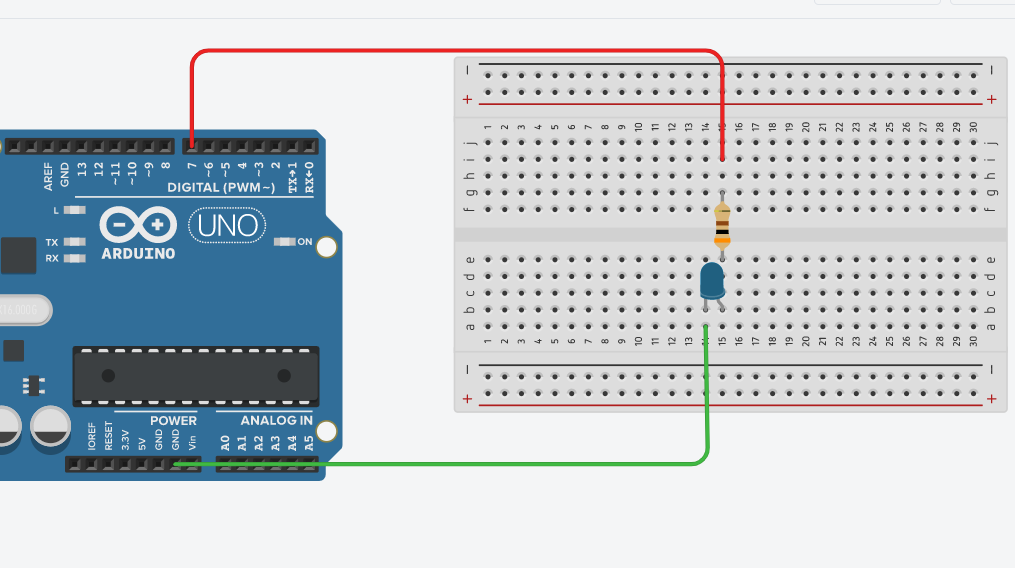 − −
+ +
1 2 3 4 5 6 7 8 9 10 11 12 13 14 15 16 17 18 19 20 21 22 23 24 25 26 27 28 29 30
j j
i i
h h
g g
f f
AREF GND 13 12 ~11 ~10 ~9 8 7 ~6 ~5 4 ~3 2 TX→1 RX←0
DIGITAL (PWM~)
L
TX
RX
ARDUINO
UNO
ON
e e
d d
c c
b b
a a
1 2 3 4 5 6 7 8 9 10 11 12 13 14 15 16 17 18 19 20 21 22 23 24 25 26 27 28 29 30
− −
+ +
POWER
ANALOG IN
IOREF RESET 3.3V 5V GND GND Vin A0 A1 A2 A3 A4 A5